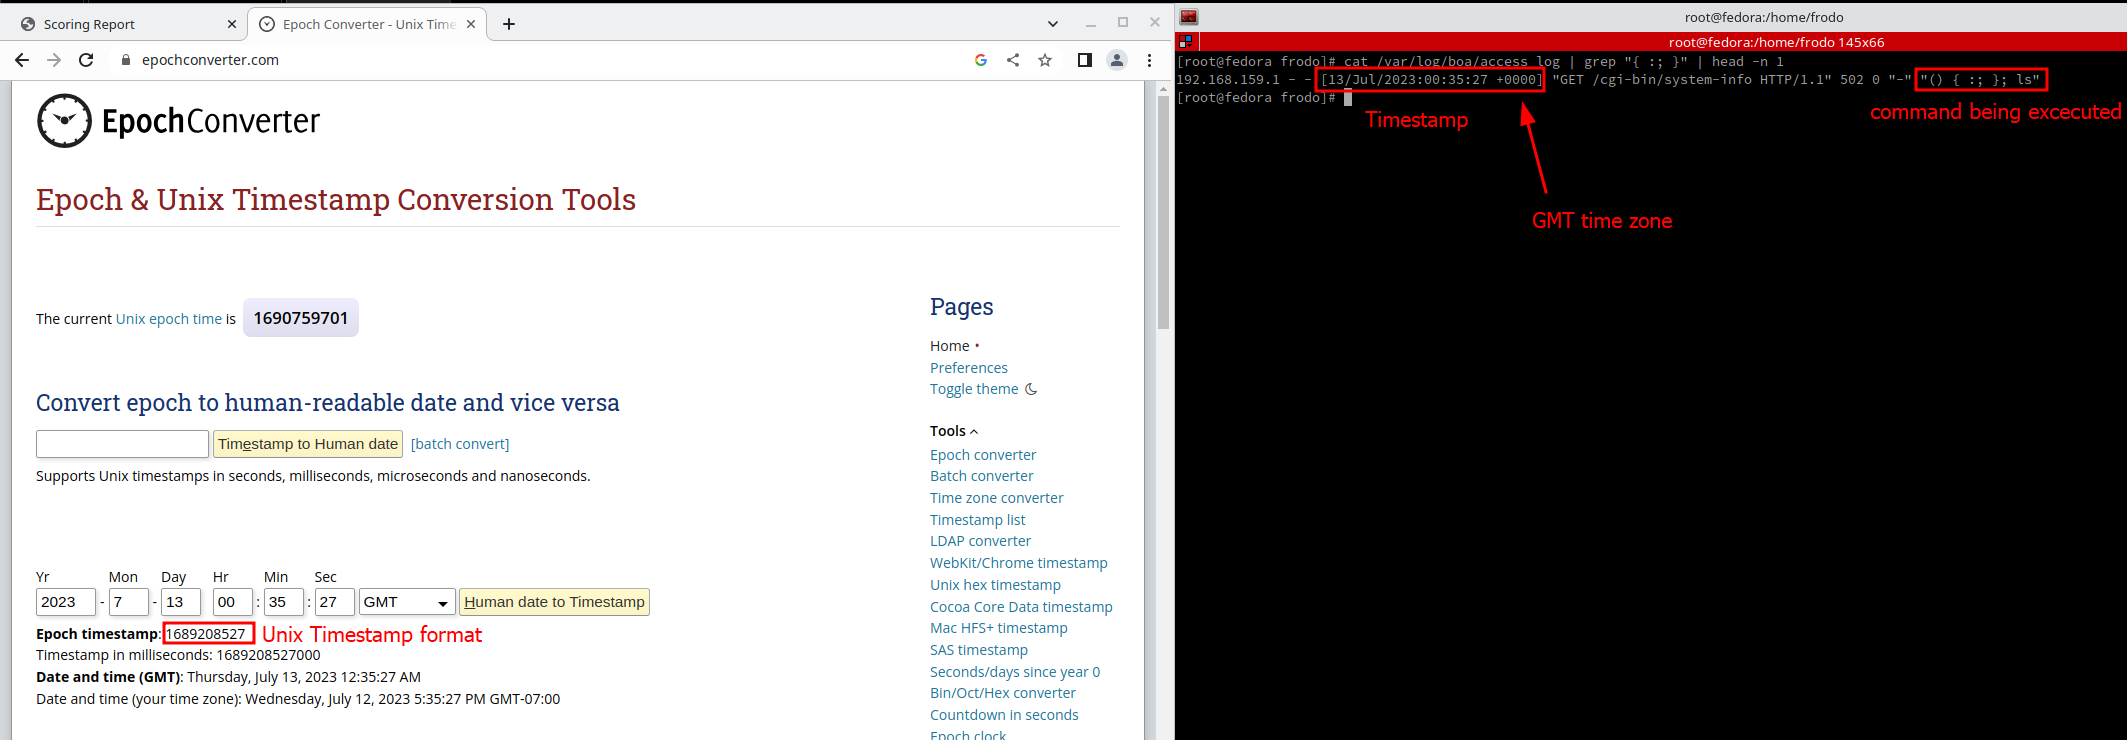 Scoring Report
Epoch Converter - Unix Time
epochconverter.com
EpochConverter
Epoch & Unix Timestamp Conversion Tools
The current Unix epoch time is 1690759701
Convert epoch to human-readable date and vice versa
Timestamp to Human date [batch convert]
Supports Unix timestamps in seconds, milliseconds, microseconds and nanoseconds.
Yr Mon Day Hr Min Sec
2023 - 7 - 13 00 : 35 : 27 GMT Human date to Timestamp
Epoch timestamp: 1689208527 Unix Timestamp format
Timestamp in milliseconds: 1689208527000
Date and time (GMT): Thursday, July 13, 2023 12:35:27 AM
Date and time (your time zone): Wednesday, July 12, 2023 5:35:27 PM GMT-07:00
Pages
Home •
Preferences
Toggle theme
Tools
Epoch converter
Batch converter
Time zone converter
Timestamp list
LDAP converter
WebKit/Chrome timestamp
Unix hex timestamp
Cocoa Core Data timestamp
Mac HFS+ timestamp
SAS timestamp
Seconds/days since year 0
Bin/Oct/Hex converter
Countdown in seconds
Epoch clock
root@fedora:/home/frodo
root@fedora:/home/frodo 145x66
[root@fedora frodo]# cat /var/log/boa/access_log | grep "{ :; }" | head -n 1
192.168.159.1 - - [13/Jul/2023:00:35:27 +0000] "GET /cgi-bin/system-info HTTP/1.1" 502 0 "-" "() { :; }; ls"
[root@fedora frodo]#
Timestamp
command being excecuted
GMT time zone